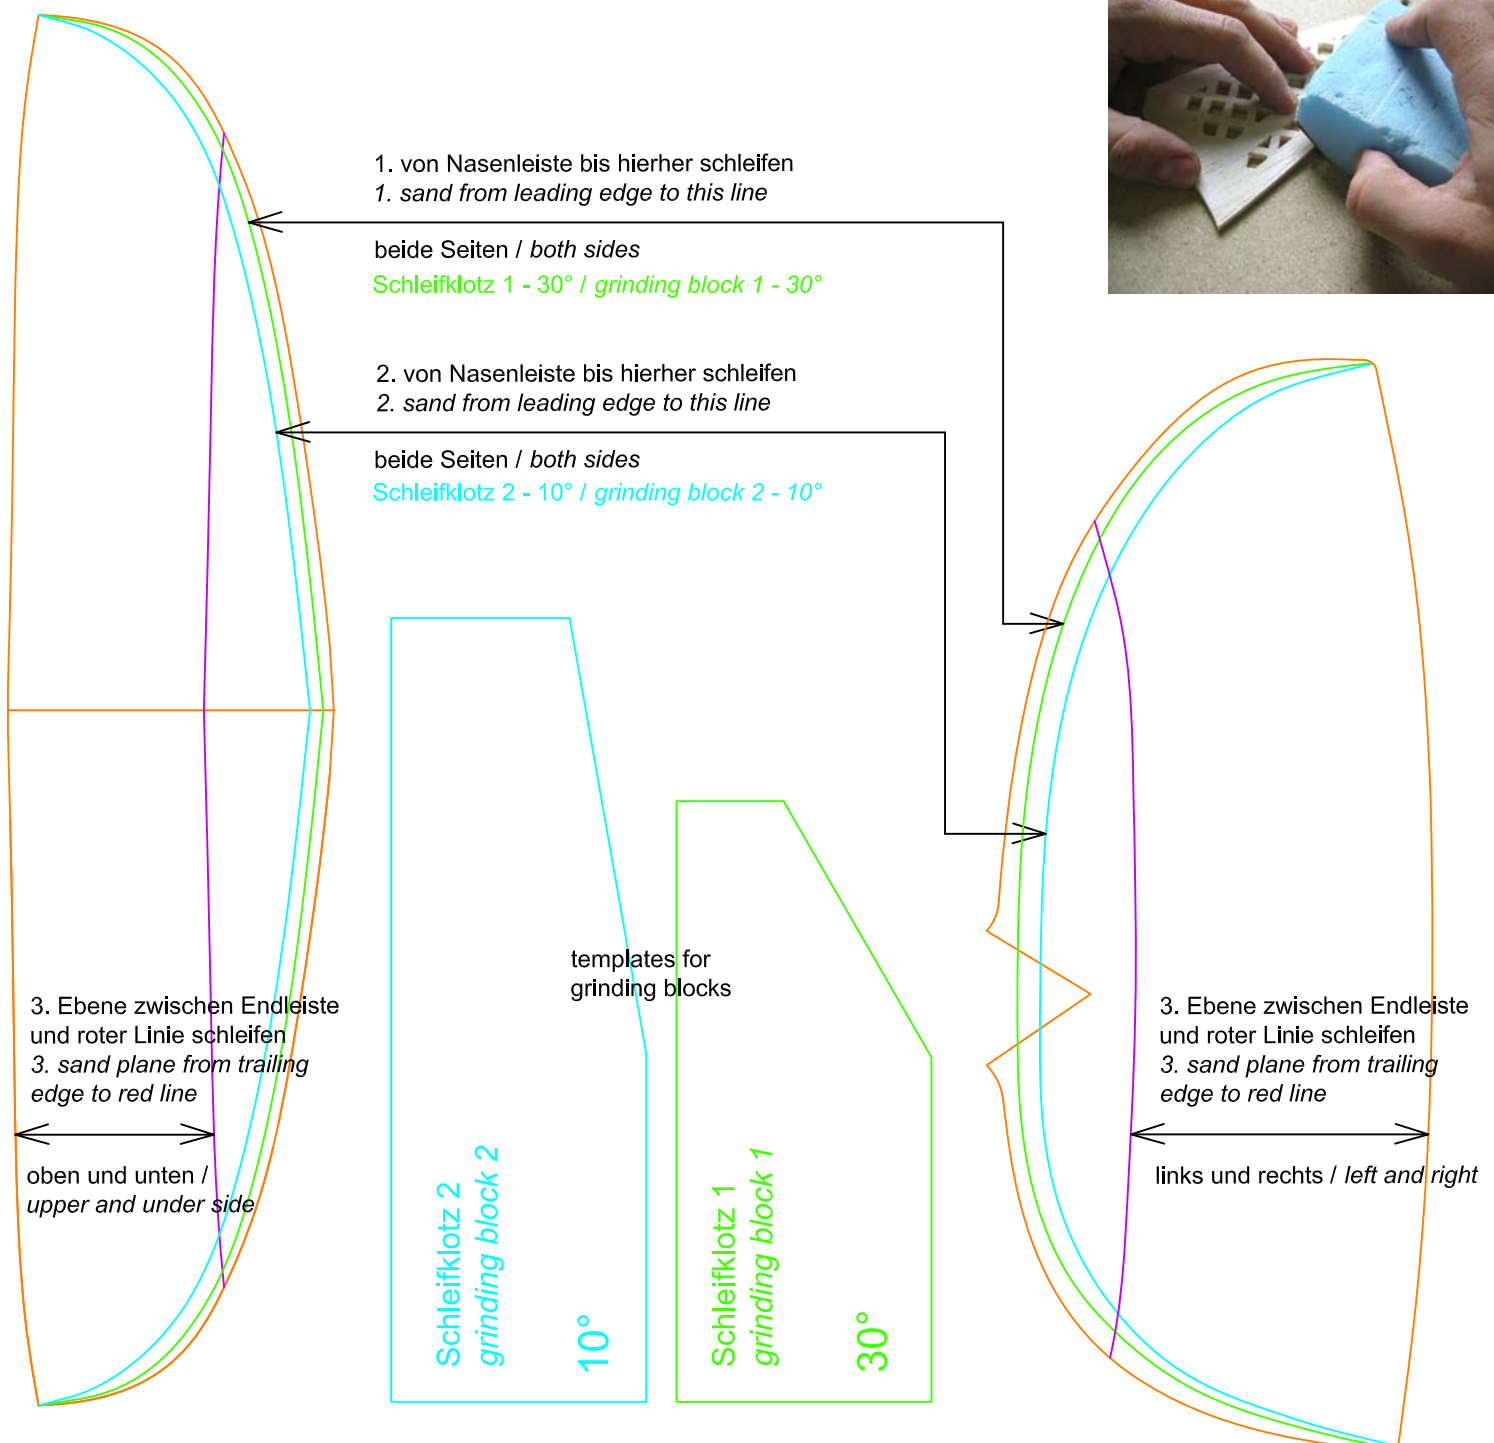 1. von Nasenleiste bis hierher schleifen
1. sand from leading edge to this line
beide Seiten / both sides
Schleifklotz 1 - 30° / grinding block 1 - 30°
2. von Nasenleiste bis hierher schleifen
2. sand from leading edge to this line
beide Seiten / both sides
Schleifklotz 2 - 10° / grinding block 2 - 10°
templates for
grinding blocks
3. Ebene zwischen Endleiste
und roter Linie schleifen
3. sand plane from trailing
edge to red line
oben und unten /
upper and under side
Schleifklotz 2
grinding block 2
10°
Schleifklotz 1
grinding block 1
30°
3. Ebene zwischen Endleiste
und roter Linie schleifen
3. sand plane from trailing
edge to red line
links und rechts / left and right